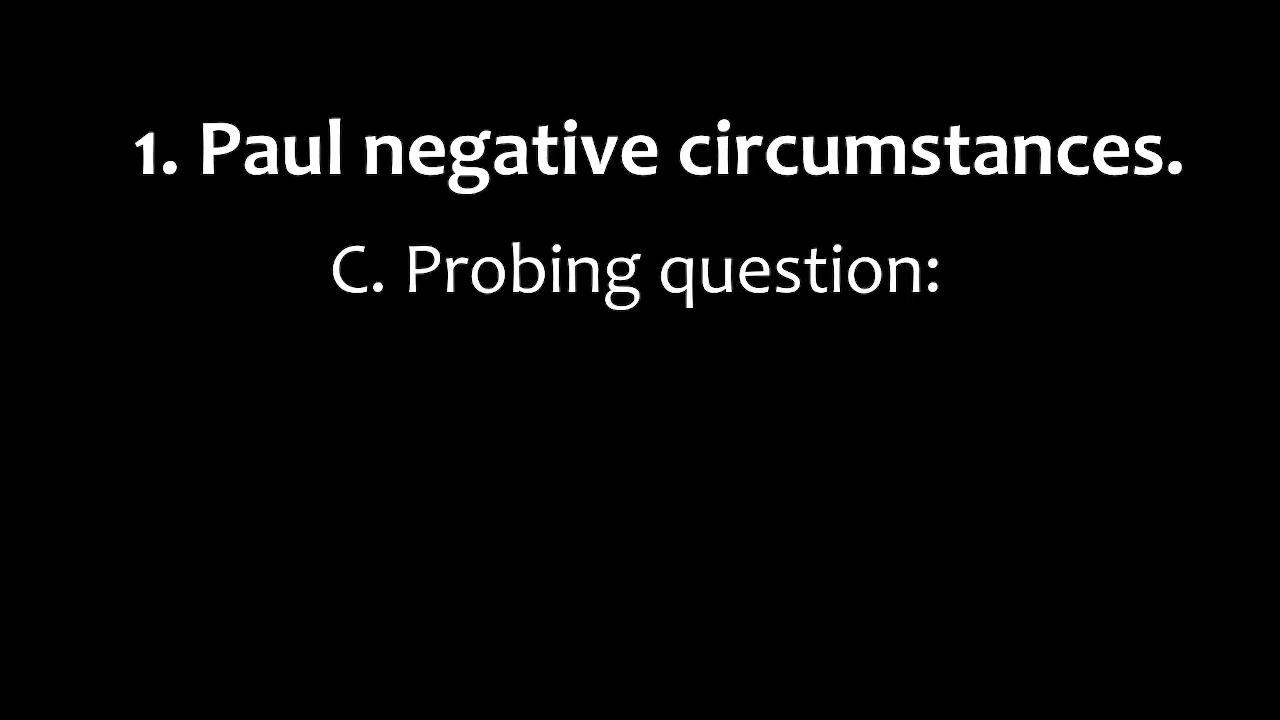 1. Paul negative circumstances.
C. Probing question: